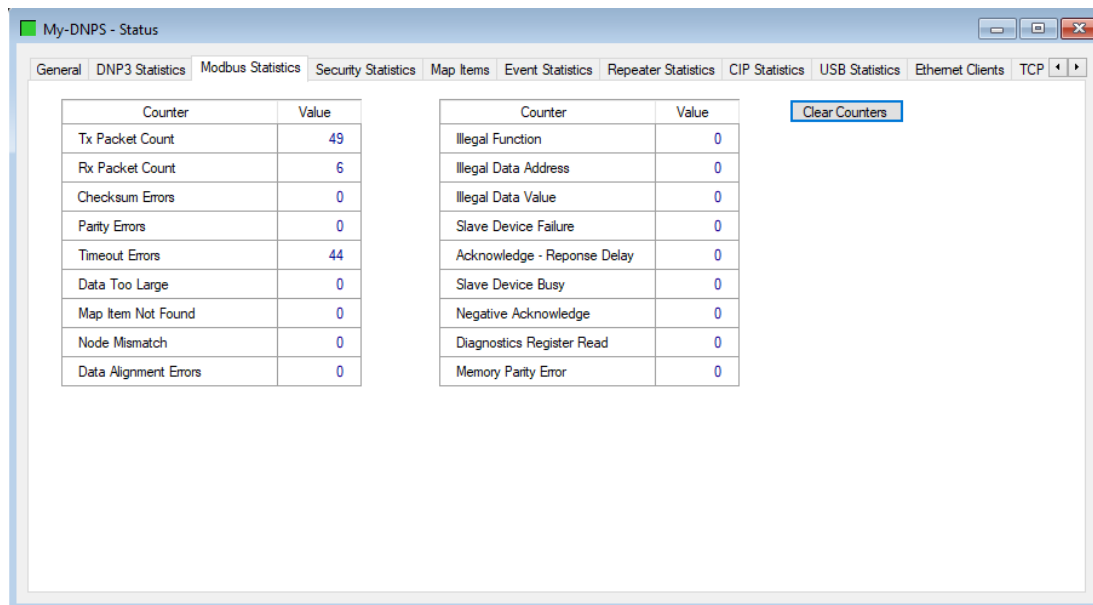 My-DNPS - Status
General DNP3 Statistics Modbus Statistics Security Statistics Map Items Event Statistics Repeater Statistics CIP Statistics USB Statistics Ethernet Clients TCP
Counter Value Counter Value Clear Counters
Tx Packet Count 49 Illegal Function 0
Rx Packet Count 6 Illegal Data Address 0
Checksum Errors 0 Illegal Data Value 0
Parity Errors 0 Slave Device Failure 0
Timeout Errors 44 Acknowledge - Reponse Delay 0
Data Too Large 0 Slave Device Busy 0
Map Item Not Found 0 Negative Acknowledge 0
Node Mismatch 0 Diagnostics Register Read 0
Data Alignment Errors 0 Memory Parity Error 0